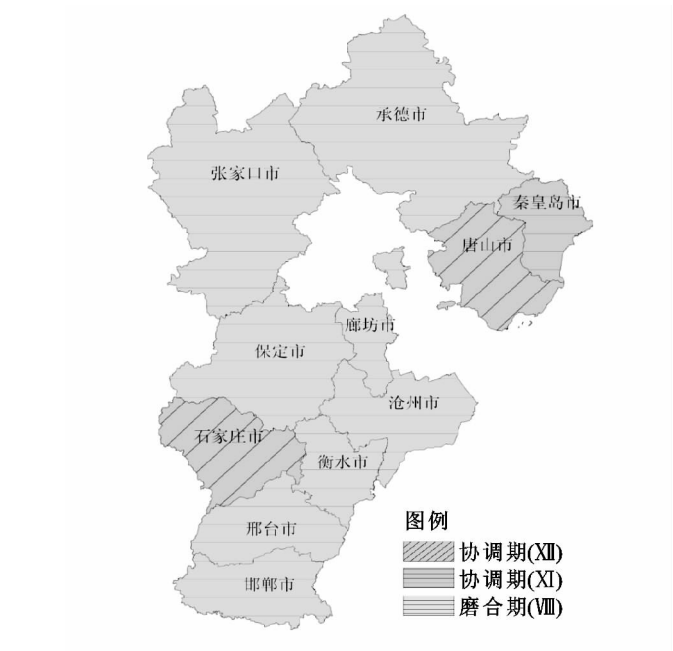 承德市
张家口市
秦皇岛市
唐山市
廊坊市
保定市
沧州市
石家庄市
衡水市
邢台市
邯郸市
图例
协调期(Ⅻ)
协调期(Ⅺ)
磨合期(Ⅷ)